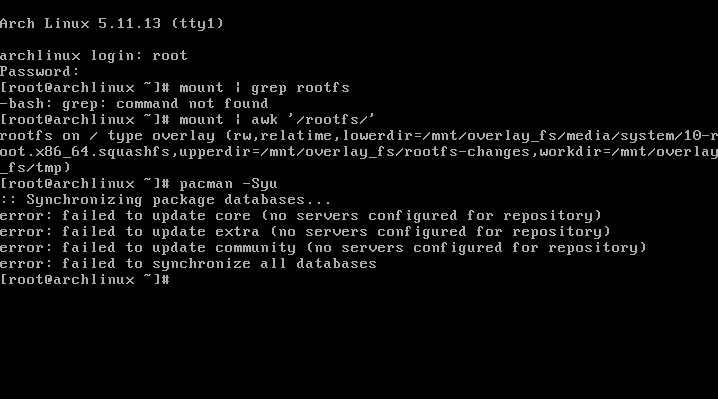 Arch Linux 5.11.13 (tty1)
archlinux login: root
Password:
[root@archlinux ~]# mount | grep rootfs
-bash: grep: command not found
[root@archlinux ~]# mount | awk '/rootfs/'
rootfs on / type overlay (rw,relatime,lowerdir=/mnt/overlay_fs/media/system/10-r
oot.x86_64.squashfs,upperdir=/mnt/overlay_fs/rootfs-changes,workdir=/mnt/overlay
_fs/tmp)
[root@archlinux ~]# pacman -Syu
:: Synchronizing package databases...
error: failed to update core (no servers configured for repository)
error: failed to update extra (no servers configured for repository)
error: failed to update community (no servers configured for repository)
error: failed to synchronize all databases
[root@archlinux ~]#